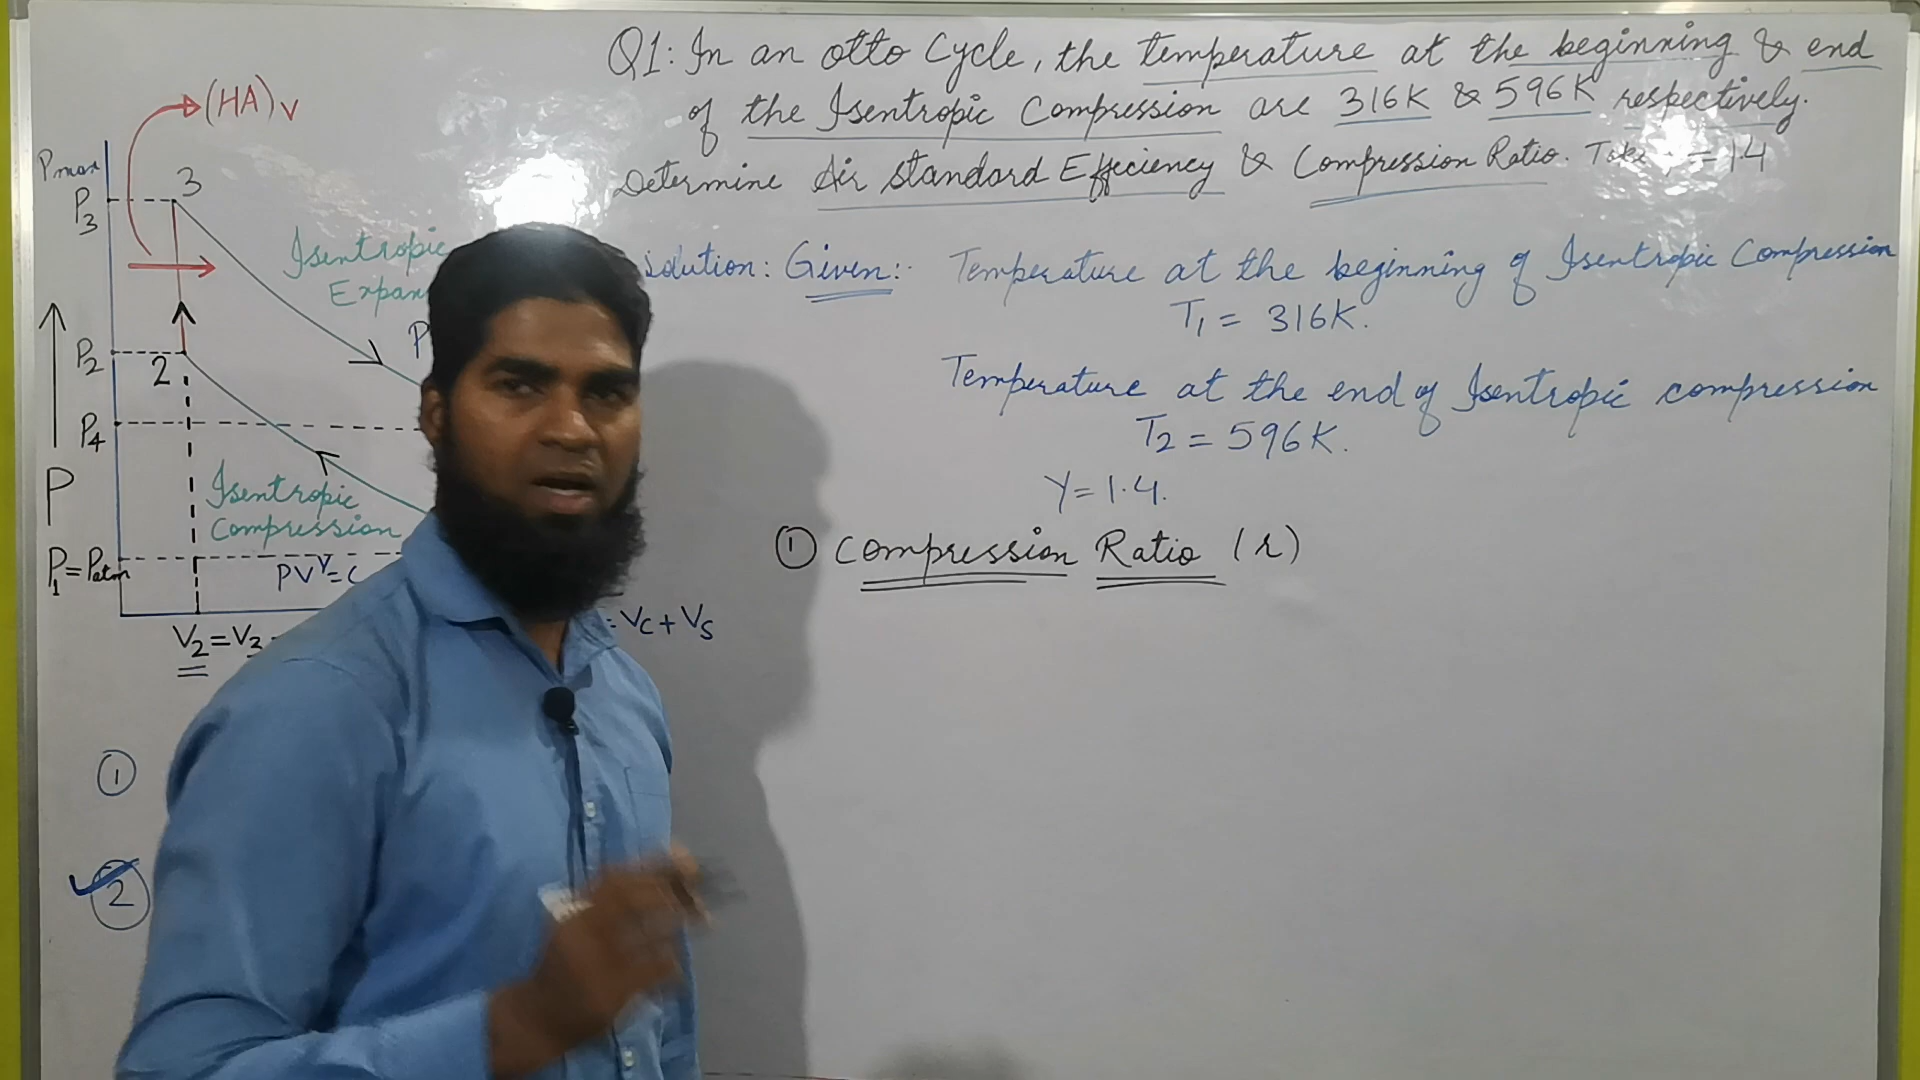 Q1: In an otto Cycle, the temperature at the beginning & end
of the Isentropic Compression are 316K & 596K respectively.
Determine Air standard Efficiency & Compression Ratio. Take = 1.4
Solution: Given:- Temperature at the beginning of Isentropic Compression
T1 = 316K.
Temperature at the end of Isentropic compression
T2 = 596K.
γ = 1.4.
① Compression Ratio (r)
(HA)v
Pmax
P3
3
Isentropic
Expan
P
P2
2
P4
P
Isentropic
Compression
P1 = Patm
PVγ = C
V2 = V3 =
= Vc + Vs
①
②